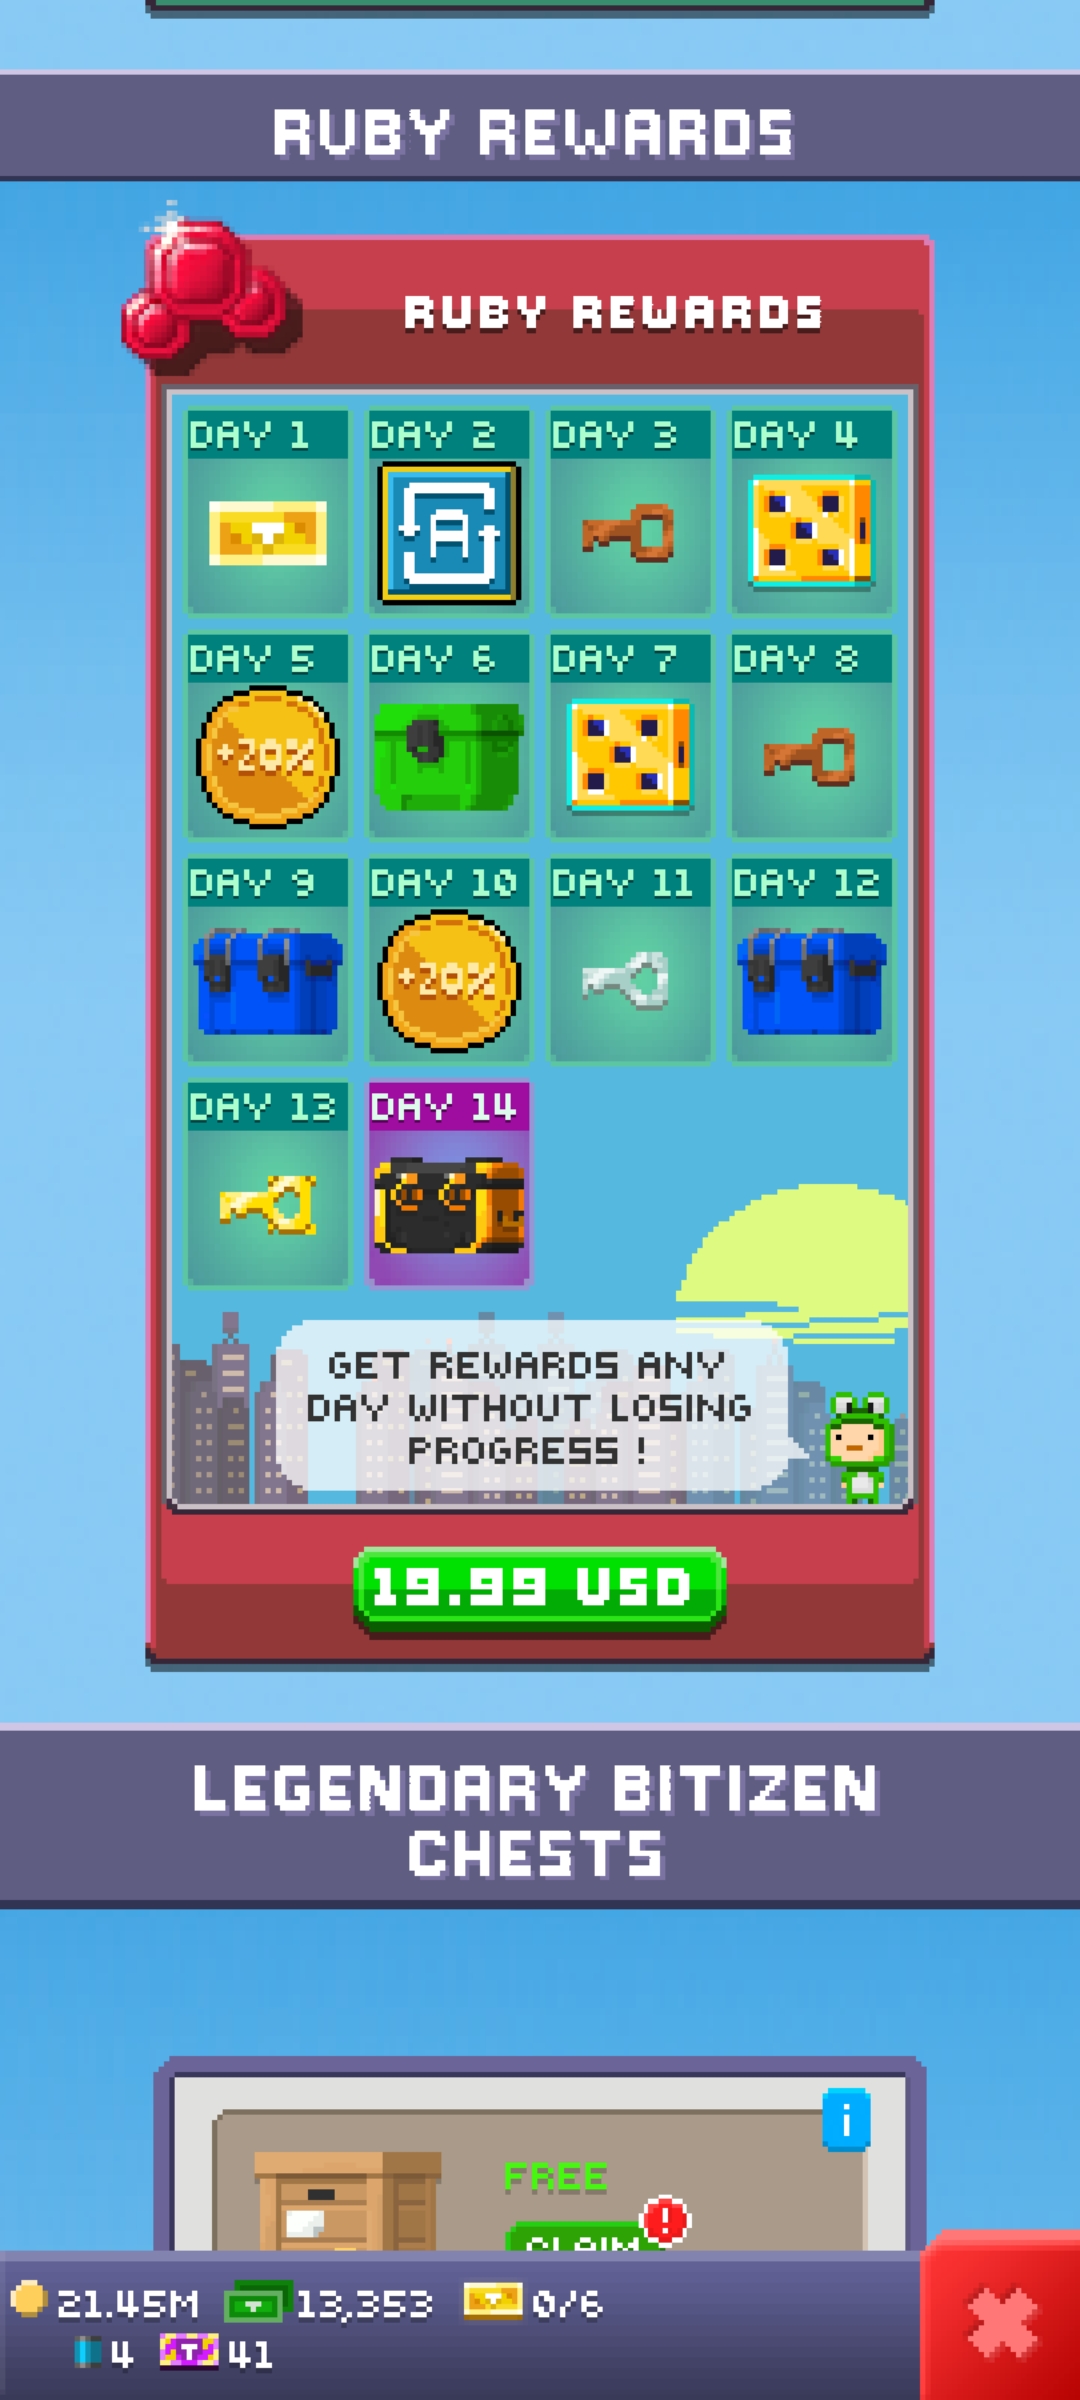 RUBY REWARDS
RUBY REWARDS
DAY 1
DAY 2
DAY 3
DAY 4
A
DAY 5
DAY 6
DAY 7
DAY 8
+20%
DAY 9
DAY 10
DAY 11
DAY 12
+20%
DAY 13
DAY 14
GET REWARDS ANY
DAY WITHOUT LOSING
PROGRESS !
19.99 USD
LEGENDARY BITIZEN
CHESTS
i
FREE
!
CLAIM
21.45M
13,353
0/6
4
T
41